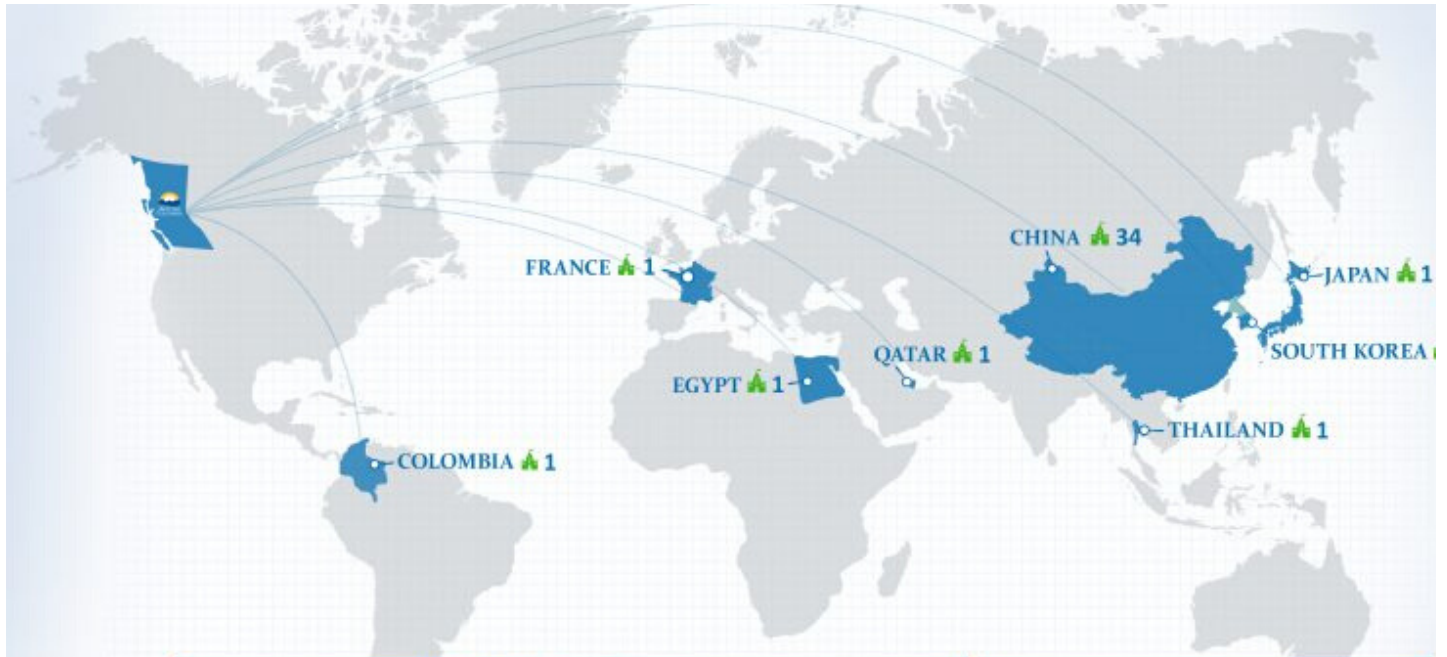 CHINA 34
FRANCE 1
JAPAN 1
QATAR 1
SOUTH KOREA
EGYPT 1
THAILAND 1
COLOMBIA 1